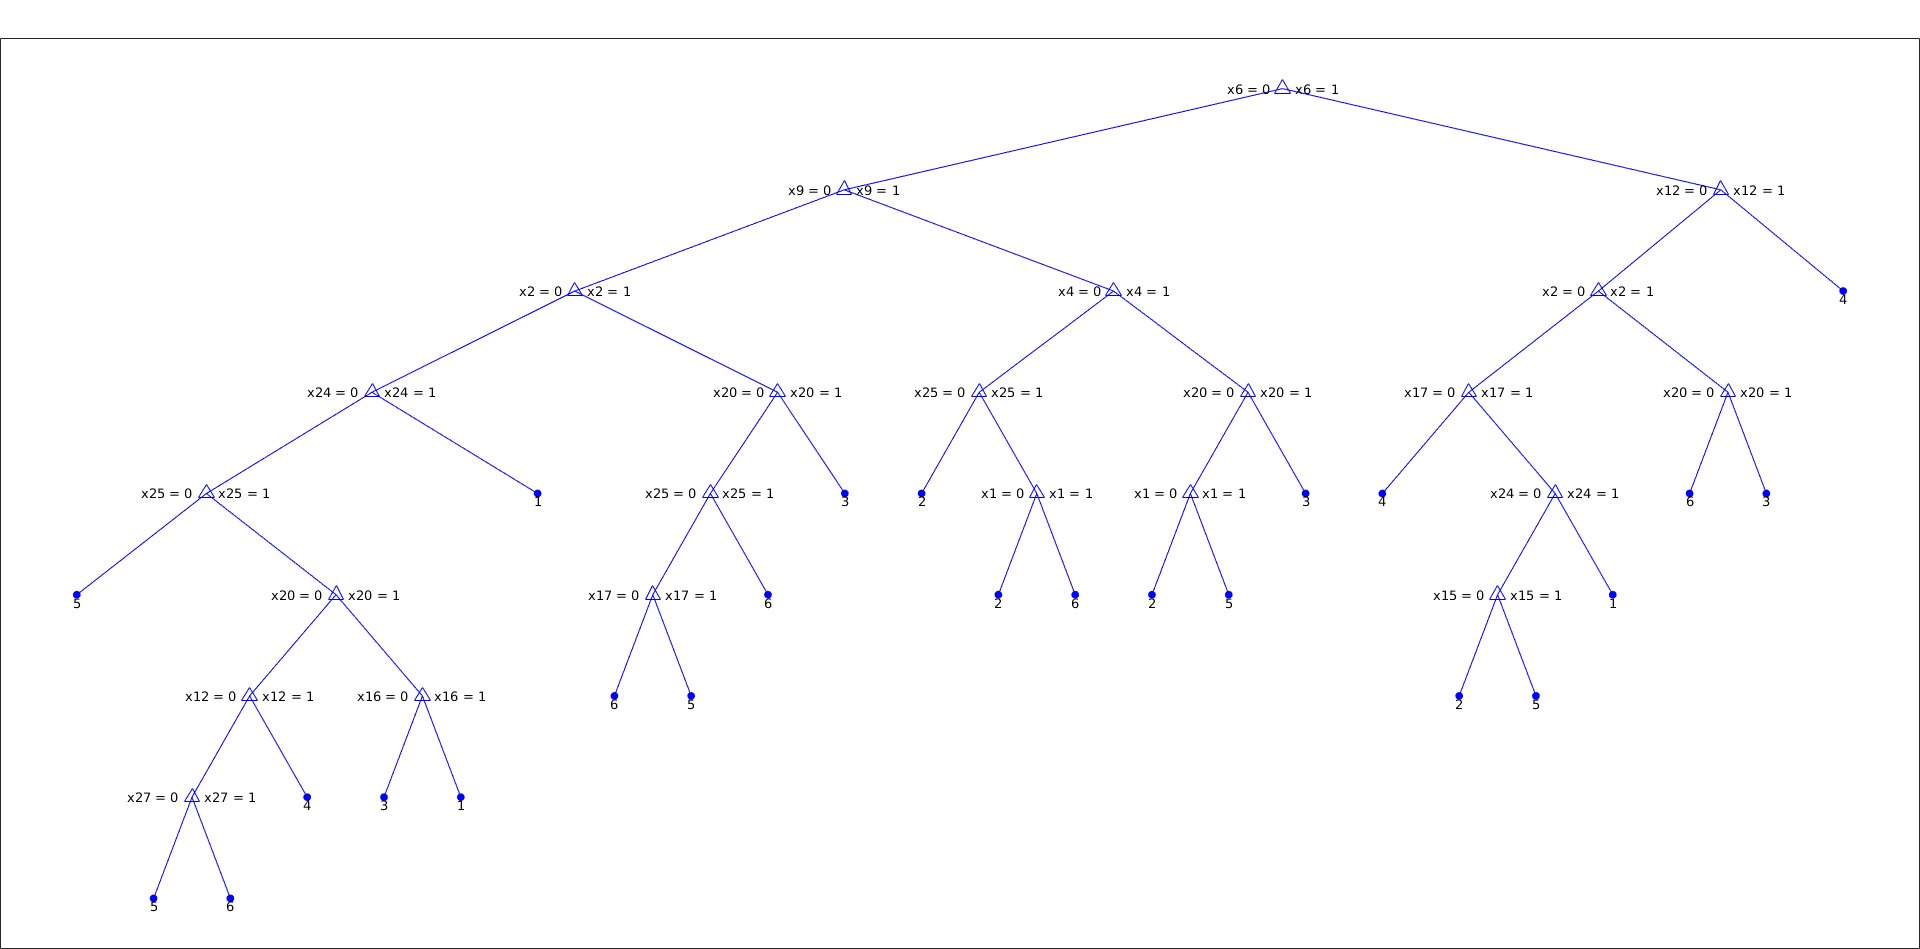 x6 = 0 x6 = 1
x9 = 0 x9 = 1 x12 = 0 x12 = 1
x2 = 0 x2 = 1 x4 = 0 x4 = 1 x2 = 0 x2 = 1 4
x24 = 0 x24 = 1 x20 = 0 x20 = 1 x25 = 0 x25 = 1 x20 = 0 x20 = 1 x17 = 0 x17 = 1 x20 = 0 x20 = 1
x25 = 0 x25 = 1 1 x25 = 0 x25 = 1 3 2 x1 = 0 x1 = 1 x1 = 0 x1 = 1 3 4 x24 = 0 x24 = 1 6 3
5 x20 = 0 x20 = 1 x17 = 0 x17 = 1 6 2 6 2 5 x15 = 0 x15 = 1 1
x12 = 0 x12 = 1 x16 = 0 x16 = 1 6 5 2 5
x27 = 0 x27 = 1 4 3 1
5 6